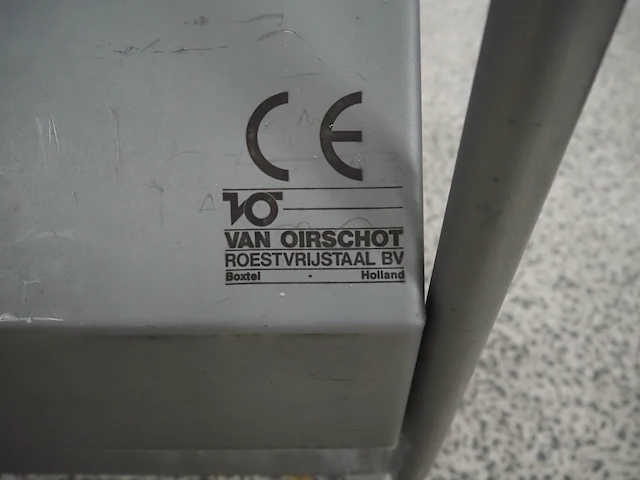 CE
VO
VAN OIRSCHOT
ROESTVRIJSTAAL BV
Boxtel · Holland